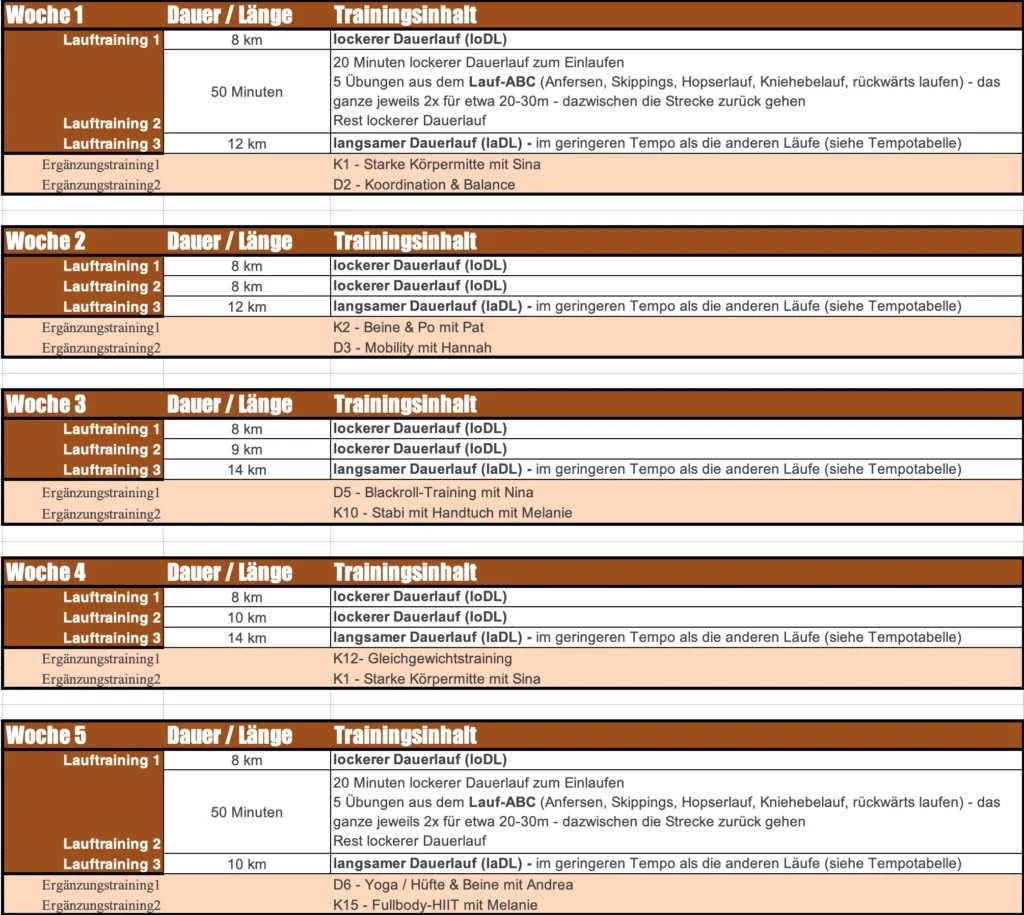 Woche 1 Dauer / Länge Trainingsinhalt
Lauftraining 1 8 km lockerer Dauerlauf (loDL)
20 Minuten lockerer Dauerlauf zum Einlaufen
5 Übungen aus dem Lauf-ABC (Anfersen, Skippings, Hopserlauf, Kniehebelauf, rückwärts laufen) - das
50 Minuten
ganze jeweils 2x für etwa 20-30m - dazwischen die Strecke zurück gehen
Lauftraining 2 Rest lockerer Dauerlauf
Lauftraining 3 12 km langsamer Dauerlauf (laDL) - im geringeren Tempo als die anderen Läufe (siehe Tempotabelle)
Ergänzungstraining1 K1 - Starke Körpermitte mit Sina
Ergänzungstraining2 D2 - Koordination & Balance
Woche 2 Dauer / Länge Trainingsinhalt
Lauftraining 1 8 km lockerer Dauerlauf (loDL)
Lauftraining 2 8 km lockerer Dauerlauf (loDL)
Lauftraining 3 12 km langsamer Dauerlauf (laDL) - im geringeren Tempo als die anderen Läufe (siehe Tempotabelle)
Ergänzungstraining1 K2 - Beine & Po mit Pat
Ergänzungstraining2 D3 - Mobility mit Hannah
Woche 3 Dauer / Länge Trainingsinhalt
Lauftraining 1 8 km lockerer Dauerlauf (loDL)
Lauftraining 2 9 km lockerer Dauerlauf (loDL)
Lauftraining 3 14 km langsamer Dauerlauf (laDL) - im geringeren Tempo als die anderen Läufe (siehe Tempotabelle)
Ergänzungstraining1 D5 - Blackroll-Training mit Nina
Ergänzungstraining2 K10 - Stabi mit Handtuch mit Melanie
Woche 4 Dauer / Länge Trainingsinhalt
Lauftraining 1 8 km lockerer Dauerlauf (loDL)
Lauftraining 2 10 km lockerer Dauerlauf (loDL)
Lauftraining 3 14 km langsamer Dauerlauf (laDL) - im geringeren Tempo als die anderen Läufe (siehe Tempotabelle)
Ergänzungstraining1 K12- Gleichgewichtstraining
Ergänzungstraining2 K1 - Starke Körpermitte mit Sina
Woche 5 Dauer / Länge Trainingsinhalt
Lauftraining 1 8 km lockerer Dauerlauf (loDL)
20 Minuten lockerer Dauerlauf zum Einlaufen
5 Übungen aus dem Lauf-ABC (Anfersen, Skippings, Hopserlauf, Kniehebelauf, rückwärts laufen) - das
50 Minuten
ganze jeweils 2x für etwa 20-30m - dazwischen die Strecke zurück gehen
Lauftraining 2 Rest lockerer Dauerlauf
Lauftraining 3 10 km langsamer Dauerlauf (laDL) - im geringeren Tempo als die anderen Läufe (siehe Tempotabelle)
Ergänzungstraining1 D6 - Yoga / Hüfte & Beine mit Andrea
Ergänzungstraining2 K15 - Fullbody-HIIT mit Melanie